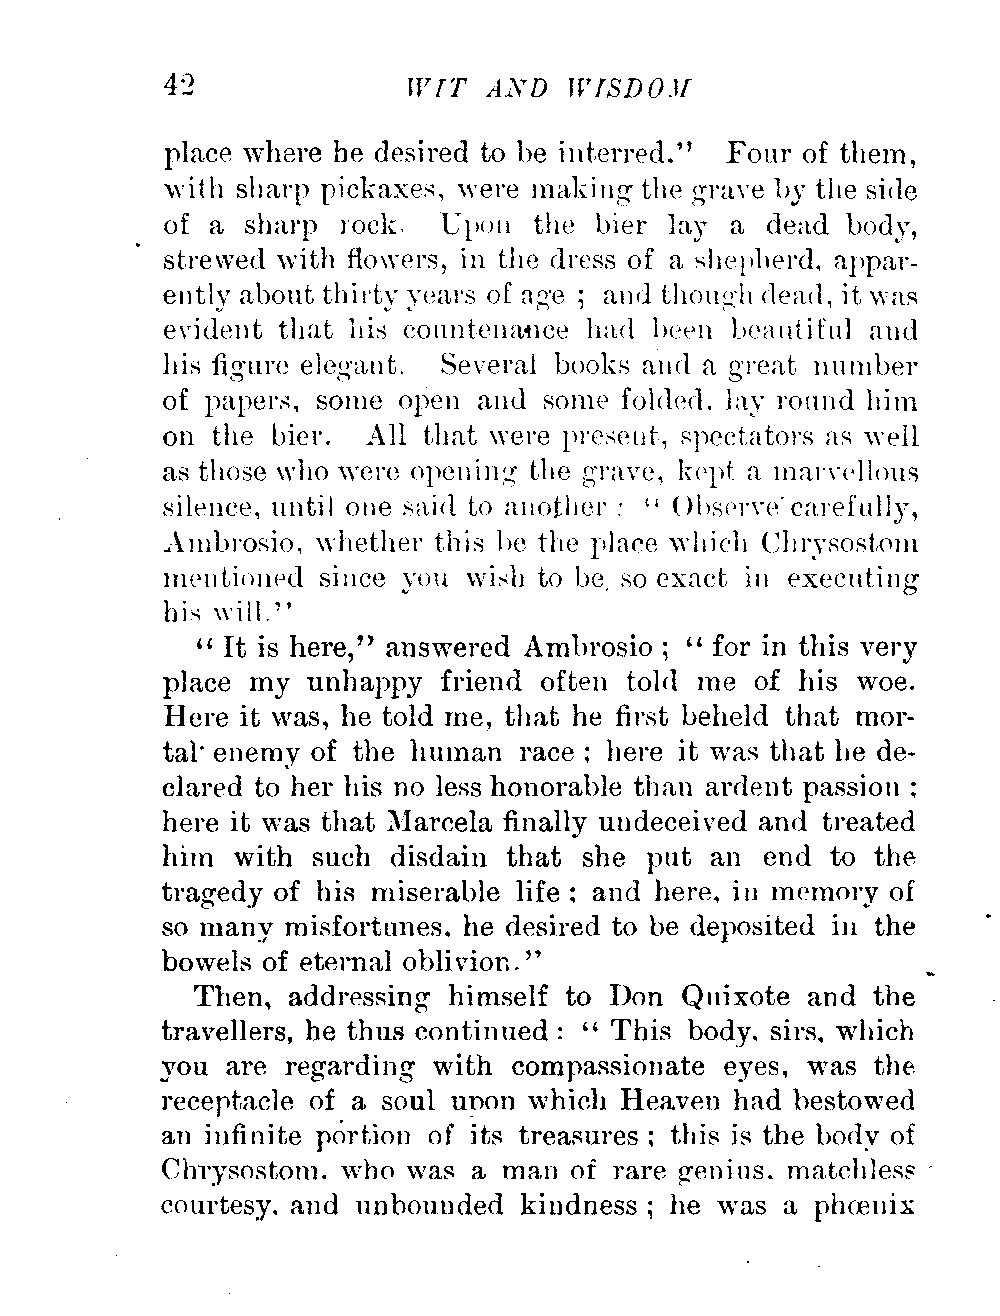 42 WIT AND WISDOM
place where he desired to be interred." Four of them,
with sharp pickaxes, were making the grave by the side
of a sharp rock. Upon the bier lay a dead body,
strewed with flowers, in the dress of a shepherd, appar-
ently about thirty years of age ; and though dead, it was
evident that his countenance had been beautiful and
his figure elegant. Several books and a great number
of papers, some open and some folded, lay round him
on the bier. All that were present, spectators as well
as those who were opening the grave, kept a marvellous
silence, until one said to another : " Observe carefully,
Ambrosio, whether this be the place which Chrysostom
mentioned since you wish to be so exact in executing
his will."
" It is here," answered Ambrosio ; " for in this very
place my unhappy friend often told me of his woe.
Here it was, he told me, that he first beheld that mor-
tal enemy of the human race ; here it was that he de-
clared to her his no less honorable than ardent passion ;
here it was that Marcela finally undeceived and treated
him with such disdain that she put an end to the
tragedy of his miserable life ; and here, in memory of
so many misfortunes, he desired to be deposited in the
bowels of eternal oblivion."
Then, addressing himself to Don Quixote and the
travellers, he thus continued : " This body, sirs, which
you are regarding with compassionate eyes, was the
receptacle of a soul upon which Heaven had bestowed
an infinite portion of its treasures ; this is the body of
Chrysostom, who was a man of rare genius, matchless
courtesy, and unbounded kindness ; he was a phœnix